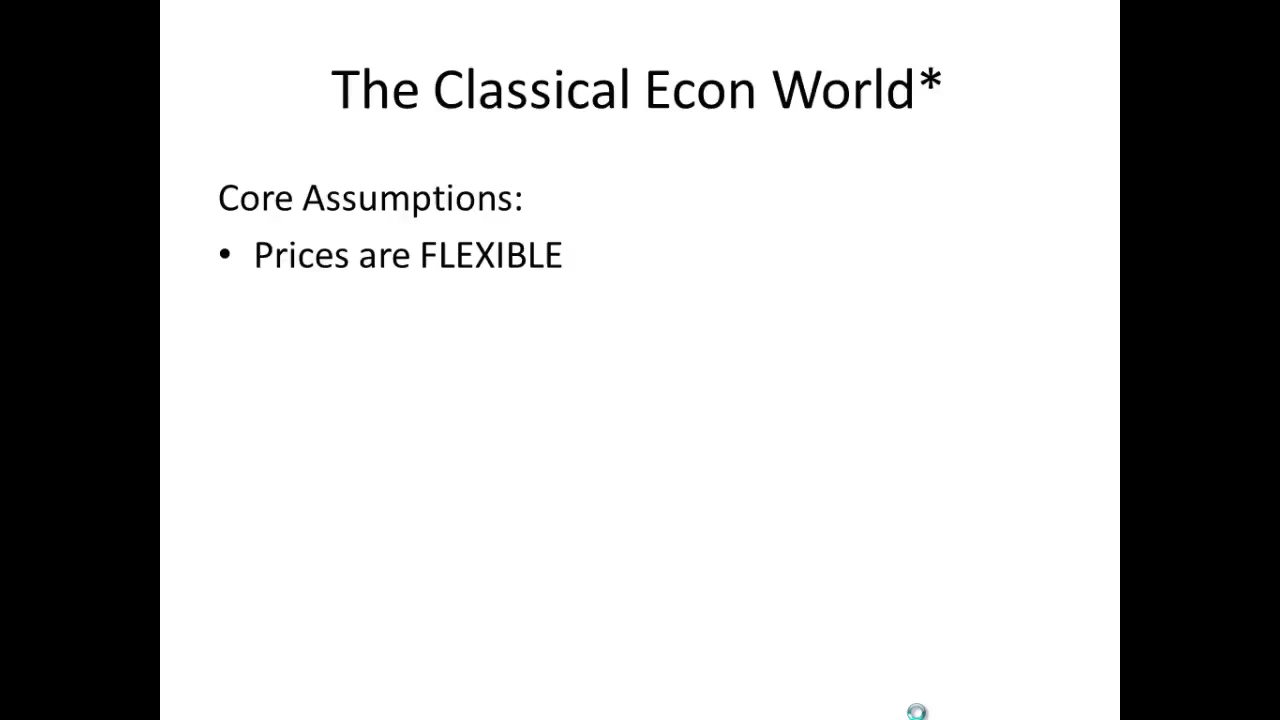 The Classical Econ World*
Core Assumptions:
• Prices are FLEXIBLE